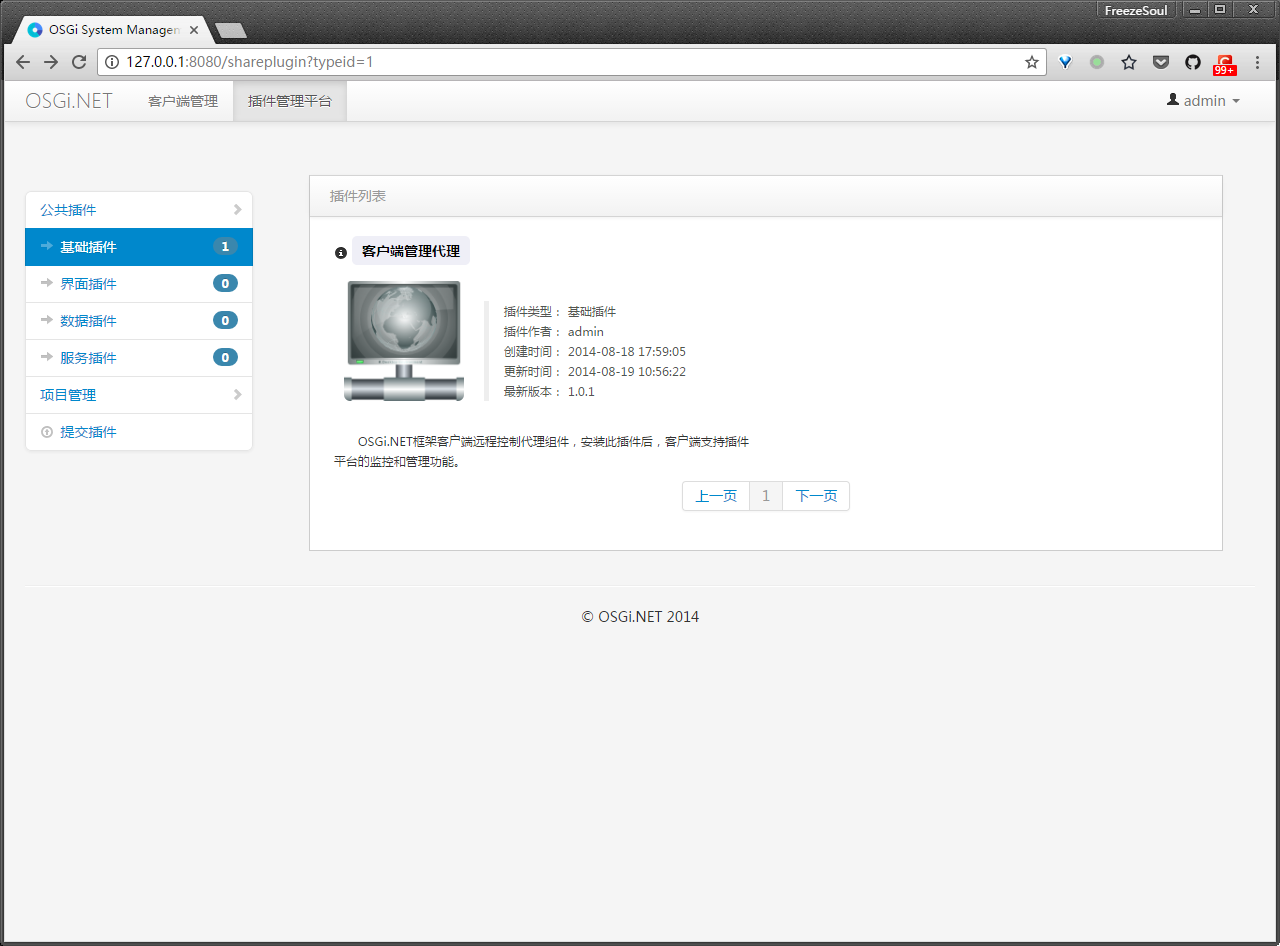 FreezeSoul
OSGi System Managem
127.0.0.1:8080/shareplugin?typeid=1
99+
OSGi.NET 客户端管理 插件管理平台 admin
公共插件
基础插件 1
界面插件 0
数据插件 0
服务插件 0
项目管理
提交插件
插件列表
客户端管理代理
插件类型： 基础插件
插件作者： admin
创建时间： 2014-08-18 17:59:05
更新时间： 2014-08-19 10:56:22
最新版本： 1.0.1
OSGi.NET框架客户端远程控制代理组件，安装此插件后，客户端支持插件
平台的监控和管理功能。
上一页 1 下一页
© OSGi.NET 2014